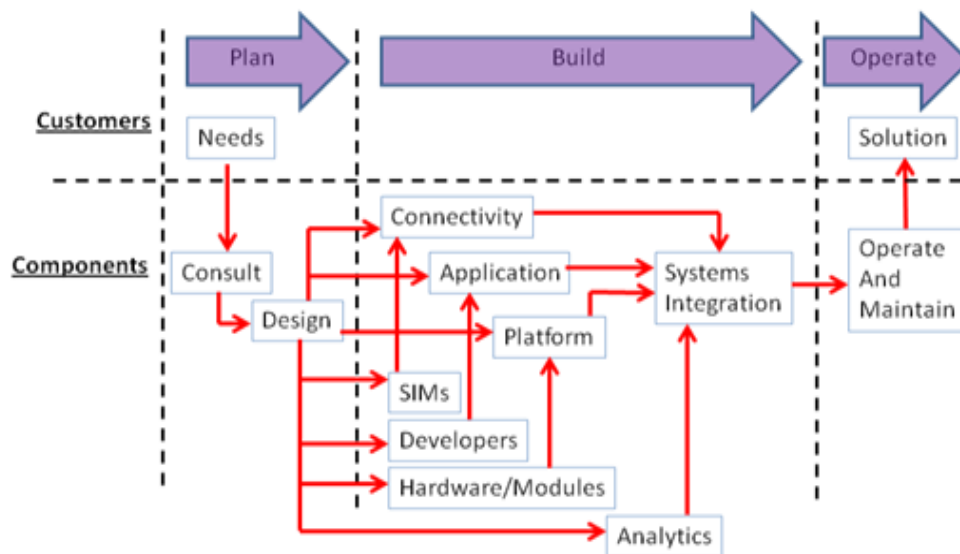 Plan
Build
Operate
Customers
Needs
Solution
Components
Consult
Design
Connectivity
Application
Platform
SIMs
Developers
Hardware/Modules
Analytics
Systems
Integration
Operate
And
Maintain